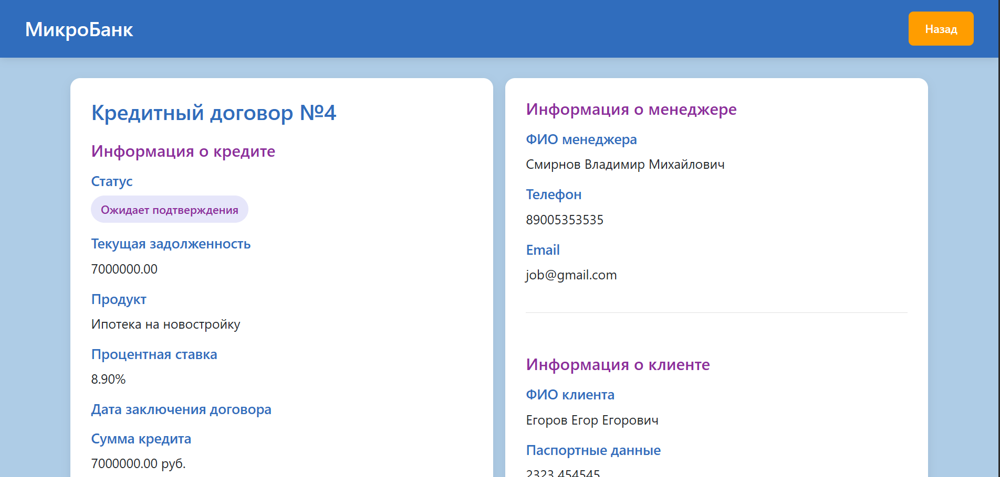 МикроБанк
Назад
Кредитный договор №4
Информация о кредите
Статус
Ожидает подтверждения
Текущая задолженность
7000000.00
Продукт
Ипотека на новостройку
Процентная ставка
8.90%
Дата заключения договора
Сумма кредита
7000000.00 руб.
Информация о менеджере
ФИО менеджера
Смирнов Владимир Михайлович
Телефон
89005353535
Email
job@gmail.com
Информация о клиенте
ФИО клиента
Егоров Егор Егорович
Паспортные данные
2323 454545